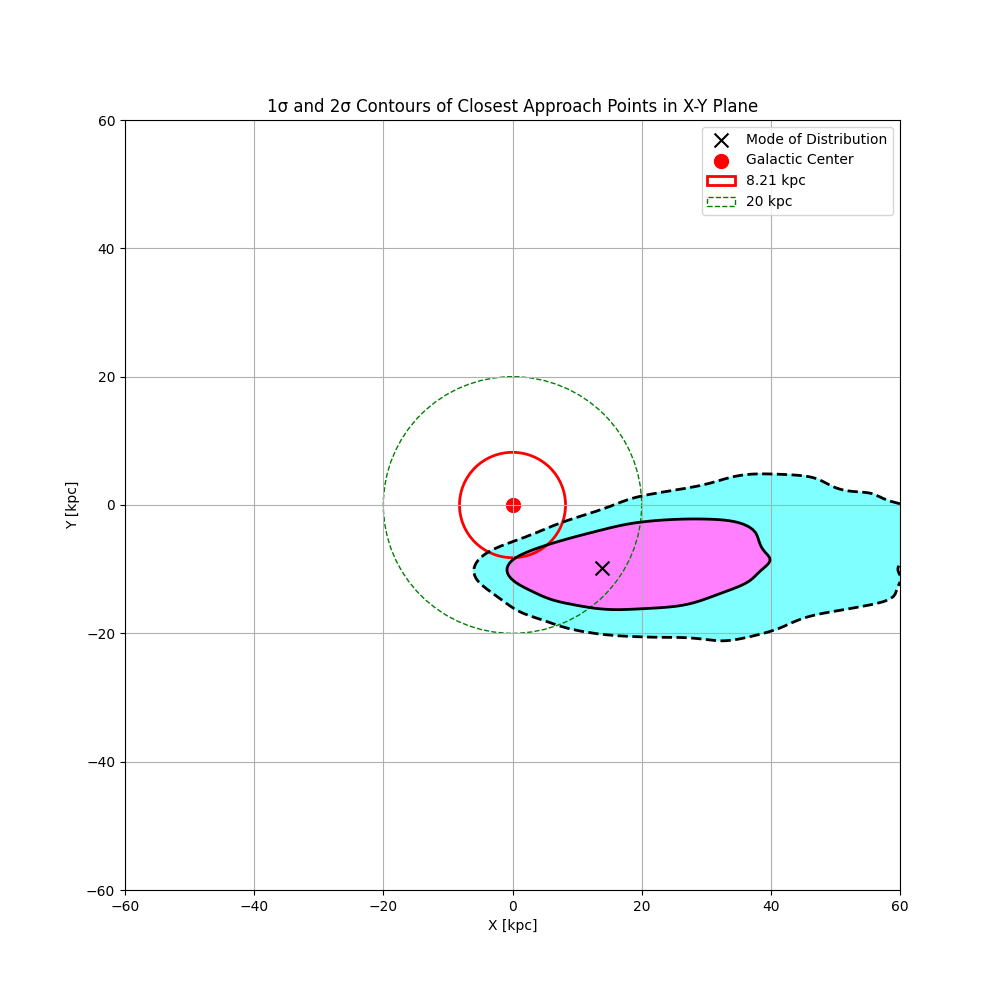 1σ and 2σ Contours of Closest Approach Points in X-Y Plane
Mode of Distribution
Galactic Center
8.21 kpc
20 kpc
60
40
20
0
−20
−40
−60
Y [kpc]
−60 −40 −20 0 20 40 60
X [kpc]